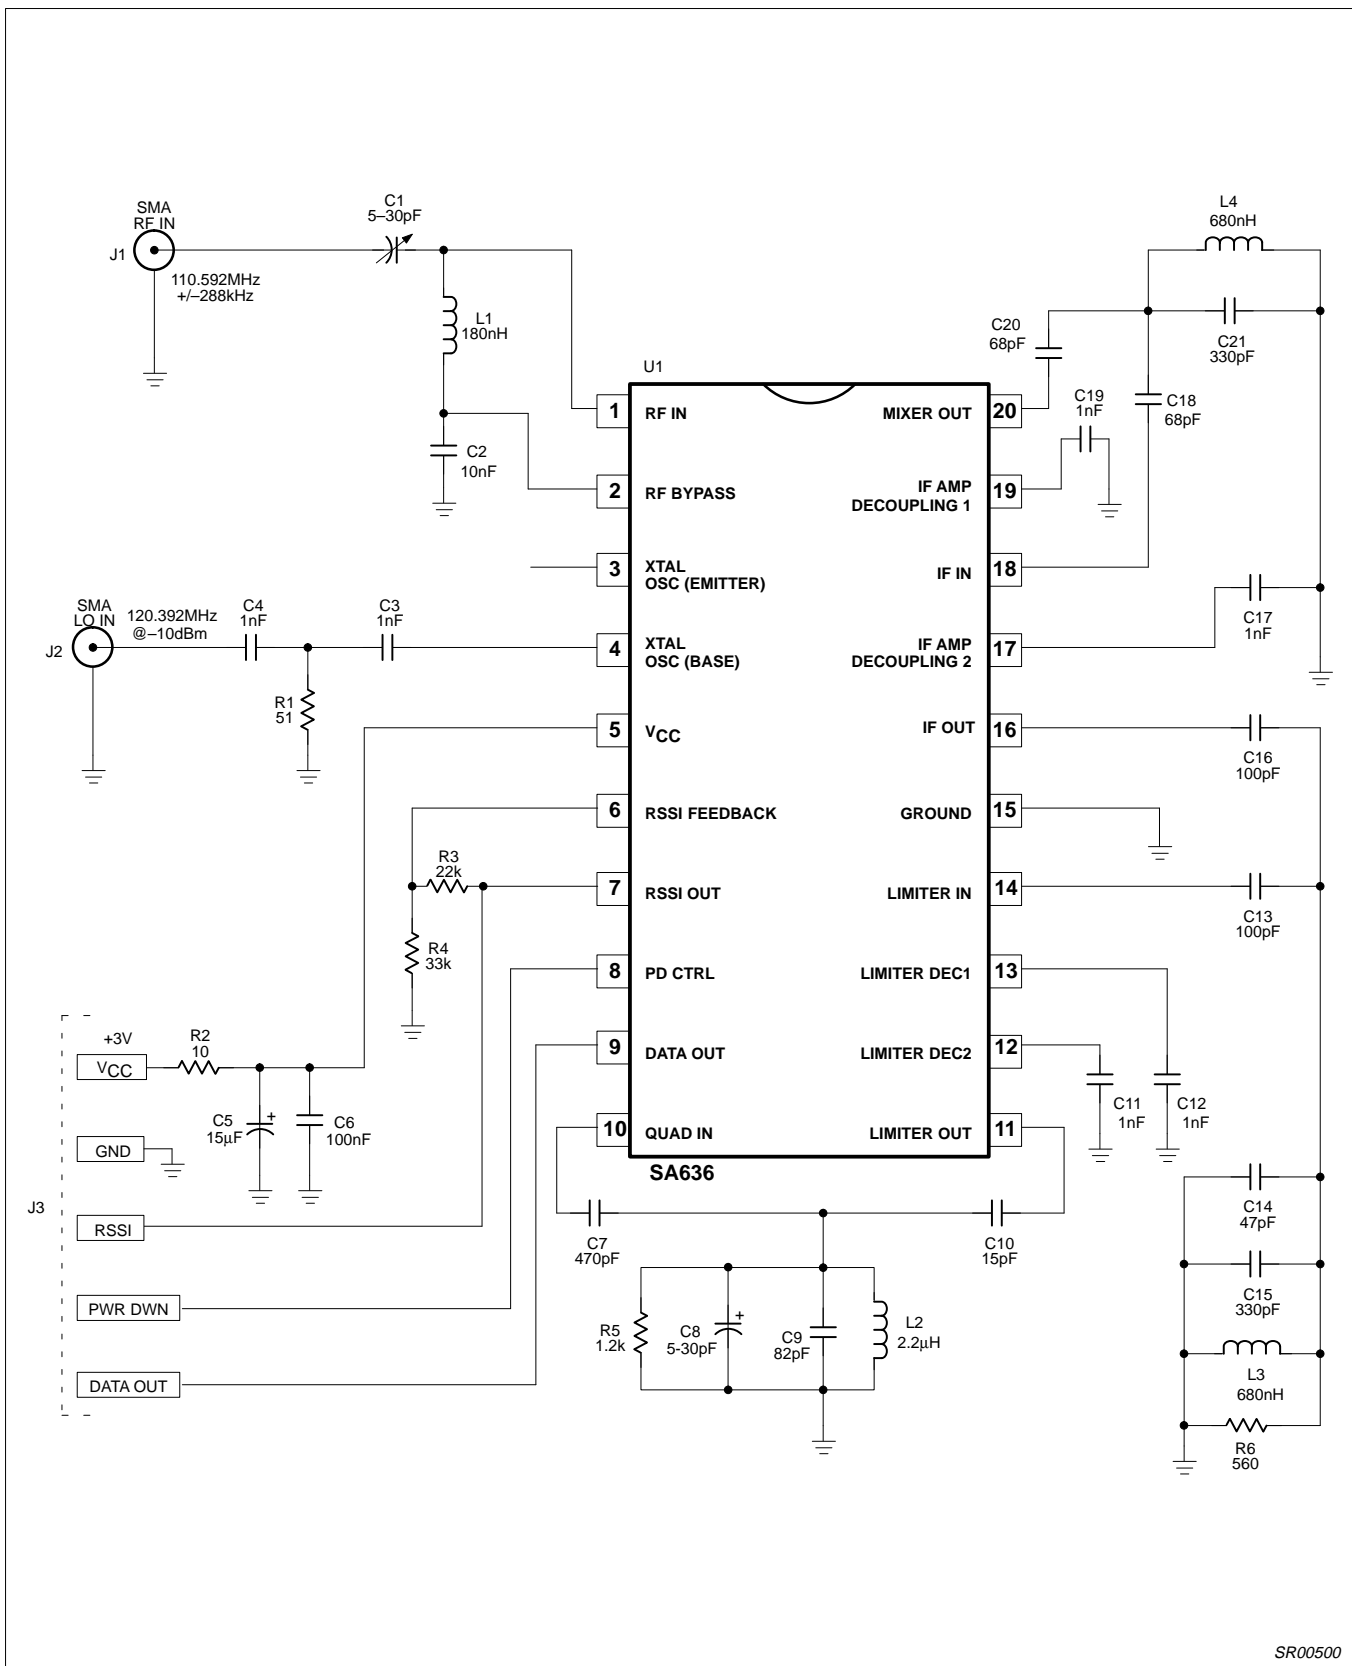 SMA
RF IN
J1
110.592MHz
+/–288kHz
C1
5–30pF
L1
180nH
C2
10nF
L4
680nH
C20
68pF
C21
330pF
C19
1nF
C18
68pF
U1
1 RF IN
MIXER OUT 20
2 RF BYPASS
IF AMP
DECOUPLING 1
19
3 XTAL
OSC (EMITTER)
IF IN 18
SMA
LO IN
J2
120.392MHz
@–10dBm
C4
1nF
C3
1nF
R1
51
4 XTAL
OSC (BASE)
IF AMP
DECOUPLING 2
17
C17
1nF
5 VCC
IF OUT 16
C16
100pF
6 RSSI FEEDBACK
GROUND 15
R3
22k
7 RSSI OUT
LIMITER IN 14
C13
100pF
R4
33k
8 PD CTRL
LIMITER DEC1 13
9 DATA OUT
LIMITER DEC2 12
10 QUAD IN
LIMITER OUT 11
SA636
C11
1nF
C12
1nF
J3
+3V
VCC
R2
10
C5
15µF
+
C6
100nF
GND
RSSI
PWR DWN
DATA OUT
C7
470pF
C10
15pF
R5
1.2k
C8
5-30pF
+
C9
82pF
L2
2.2µH
C14
47pF
C15
330pF
L3
680nH
R6
560
SR00500